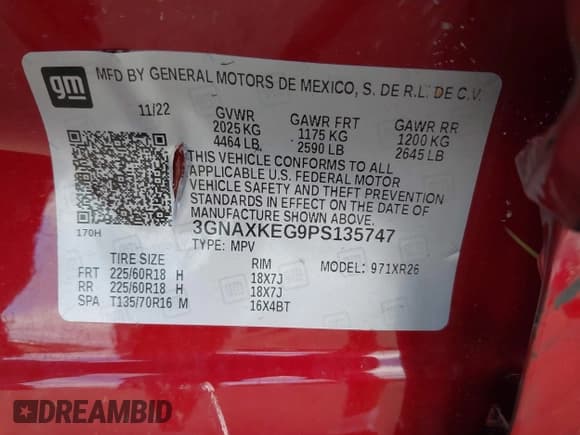 gm
MFD BY GENERAL MOTORS DE MEXICO, S. DE R.L. DE C.V.
11/22 GVWR GAWR FRT GAWR RR
2025 KG 1175 KG 1200 KG
4464 LB, 2590 LB 2645 LB
THIS VEHICLE CONFORMS TO ALL
APPLICABLE U.S. FEDERAL MOTOR
VEHICLE SAFETY AND THEFT PREVENTION
STANDARDS IN EFFECT ON THE DATE OF
MANUFACTURE SHOWN ABOVE.
170H 3GNAXKEG9PS135747
TYPE: MPV
TIRE SIZE RIM MODEL: 971XR26
FRT 225/60R18 H 18X7J
RR 225/60R18 H 18X7J
SPA T135/70R16 M 16X4BT
DREAMBID